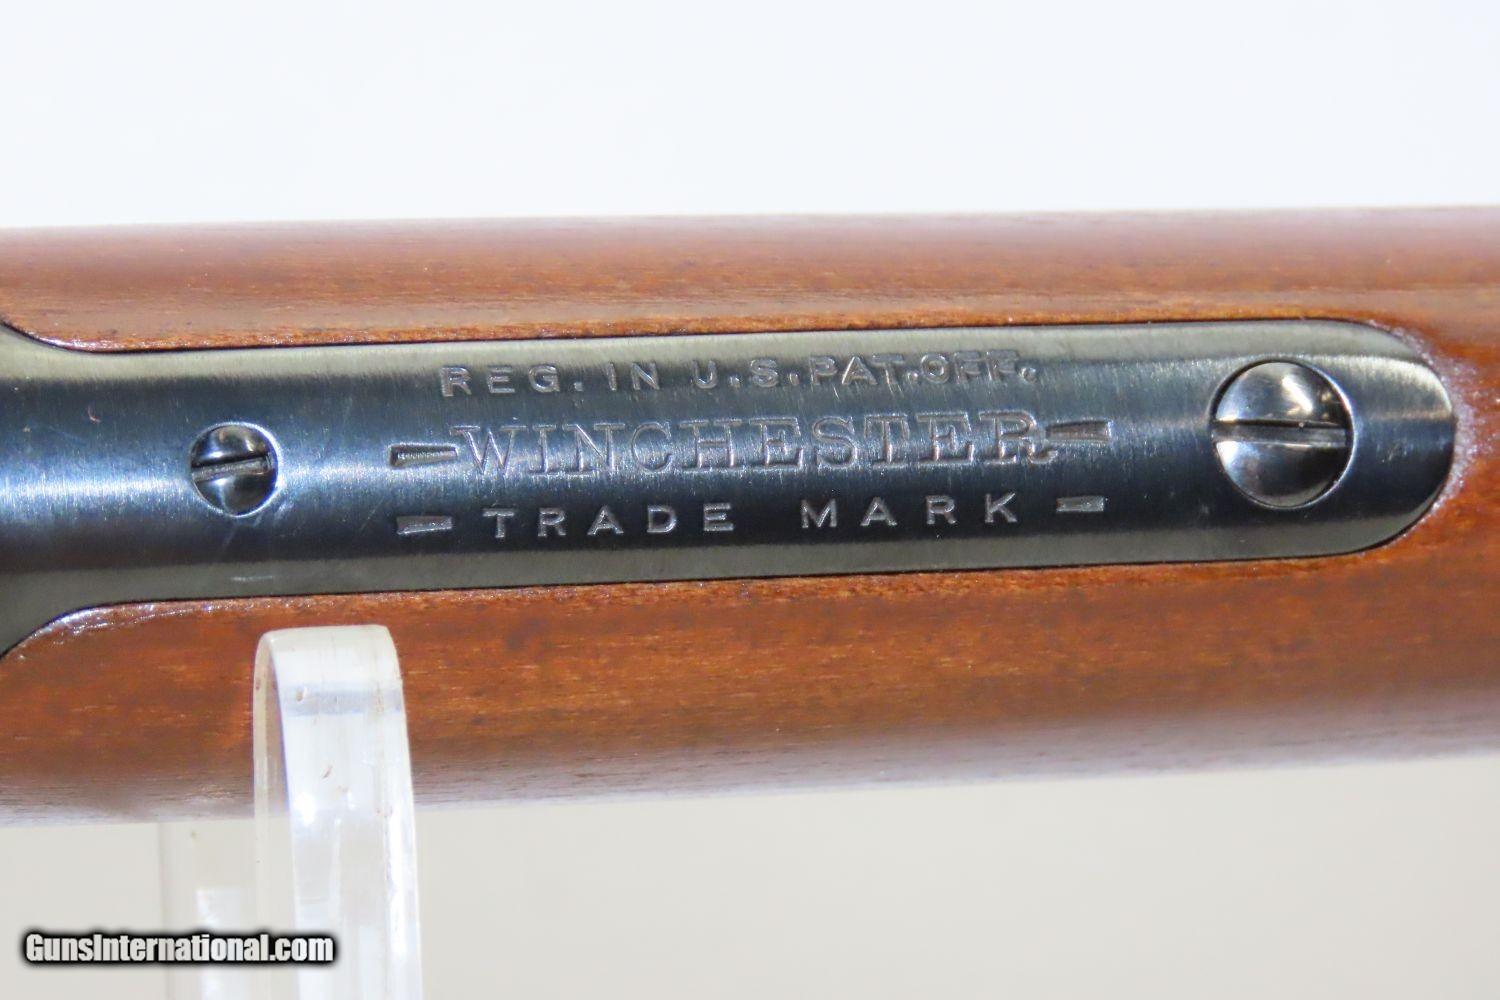 REG. IN U.S.PAT.OFF.
-WINCHESTER-
- TRADE MARK -
GunsInternational.com